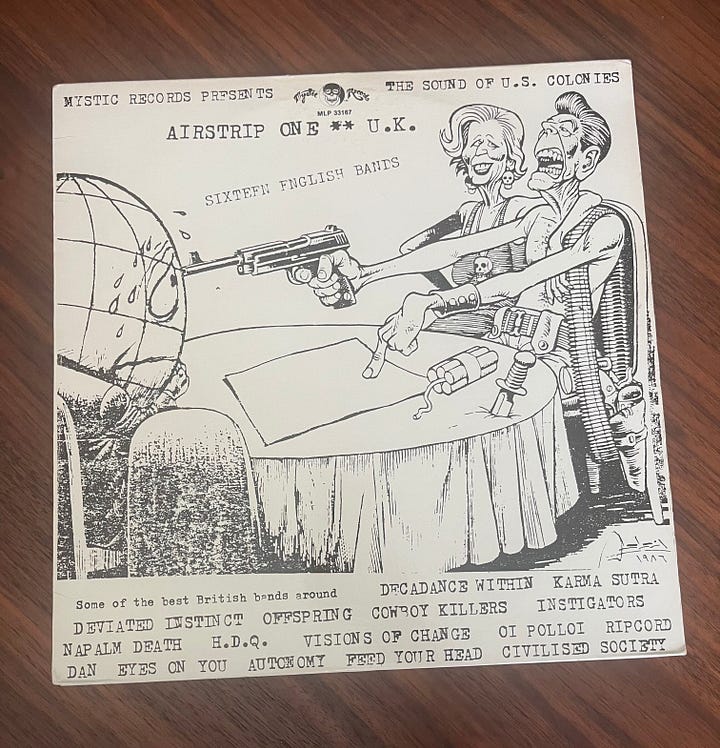 MYSTIC RECORDS PRESENTS
Mystic
MLP 33167
THE SOUND OF U.S. COLONIES
AIRSTRIP ONE ** U.K.
SIXTEEN ENGLISH BANDS
1987
Some of the best British bands around
DECADANCE WITHIN KARMA SUTRA
DEVIATED INSTINCT OFFSPRING COWBOY KILLERS INSTIGATORS
NAPALM DEATH H.D.Q. VISIONS OF CHANGE OI POLLOI RIPCORD
DAN EYES ON YOU AUTONOMY FEED YOUR HEAD CIVILISED SOCIETY